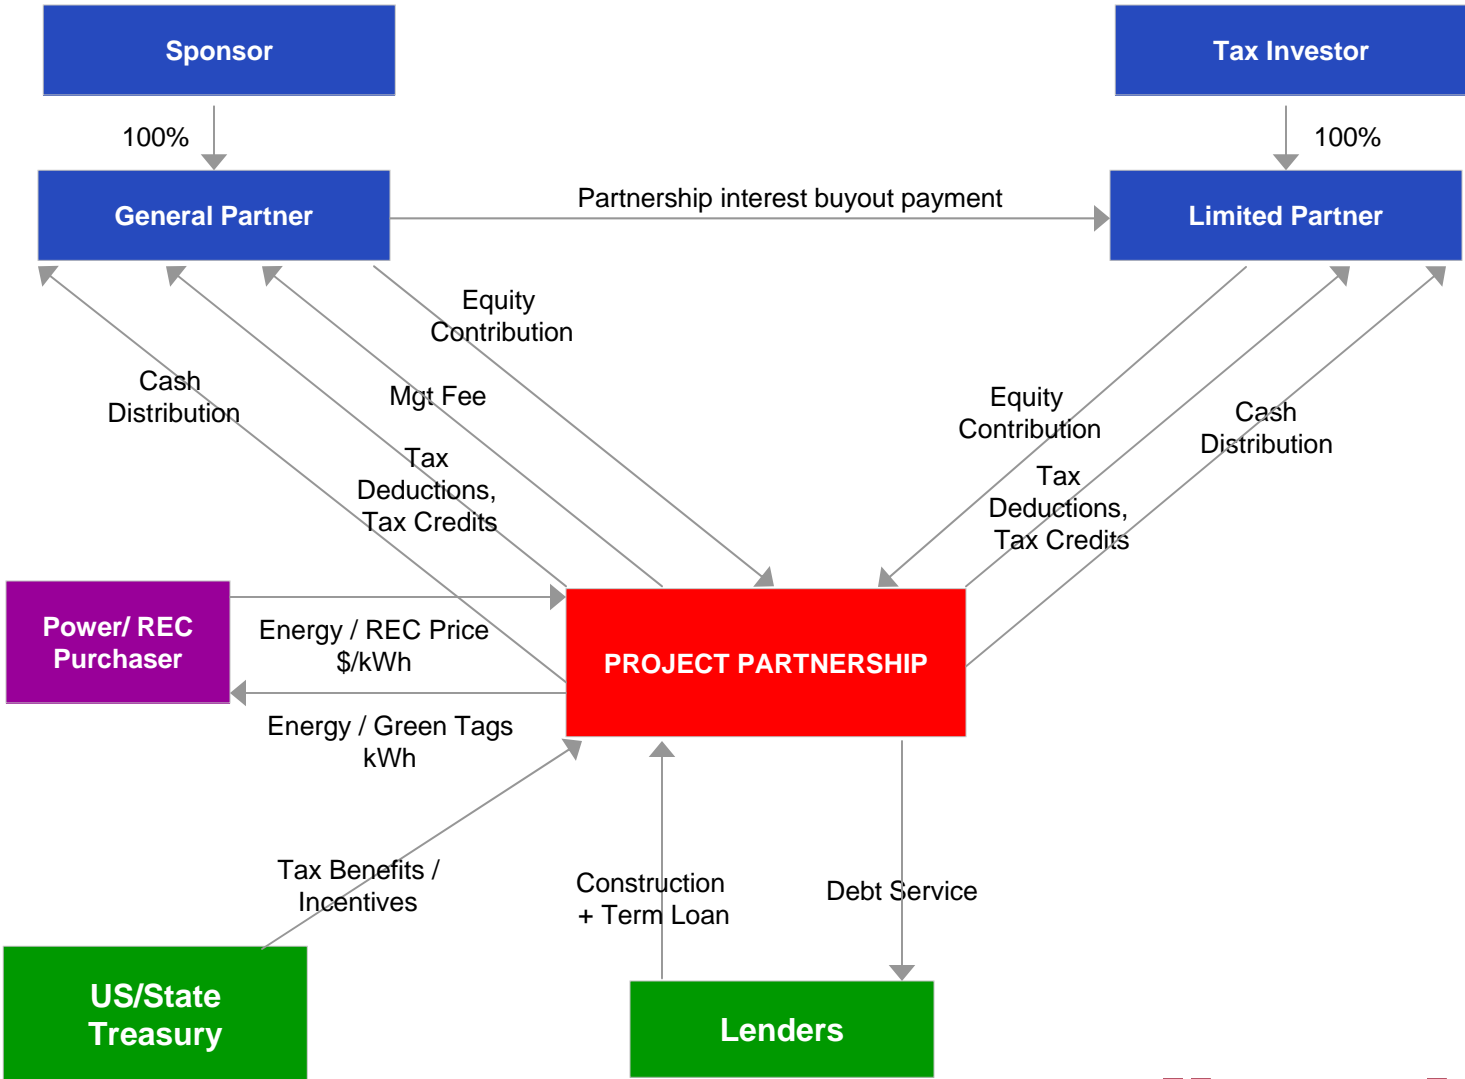 Sponsor
Tax Investor
100%
100%
General Partner
Partnership interest buyout payment
Limited Partner
Equity
Contribution
Cash
Distribution
Mgt Fee
Equity
Contribution
Cash
Distribution
Tax
Deductions,
Tax Credits
Tax
Deductions,
Tax Credits
Power/ REC
Purchaser
Energy / REC Price
$/kWh
PROJECT PARTNERSHIP
Energy / Green Tags
kWh
Tax Benefits /
Incentives
Construction
+ Term Loan
Debt Service
US/State
Treasury
Lenders